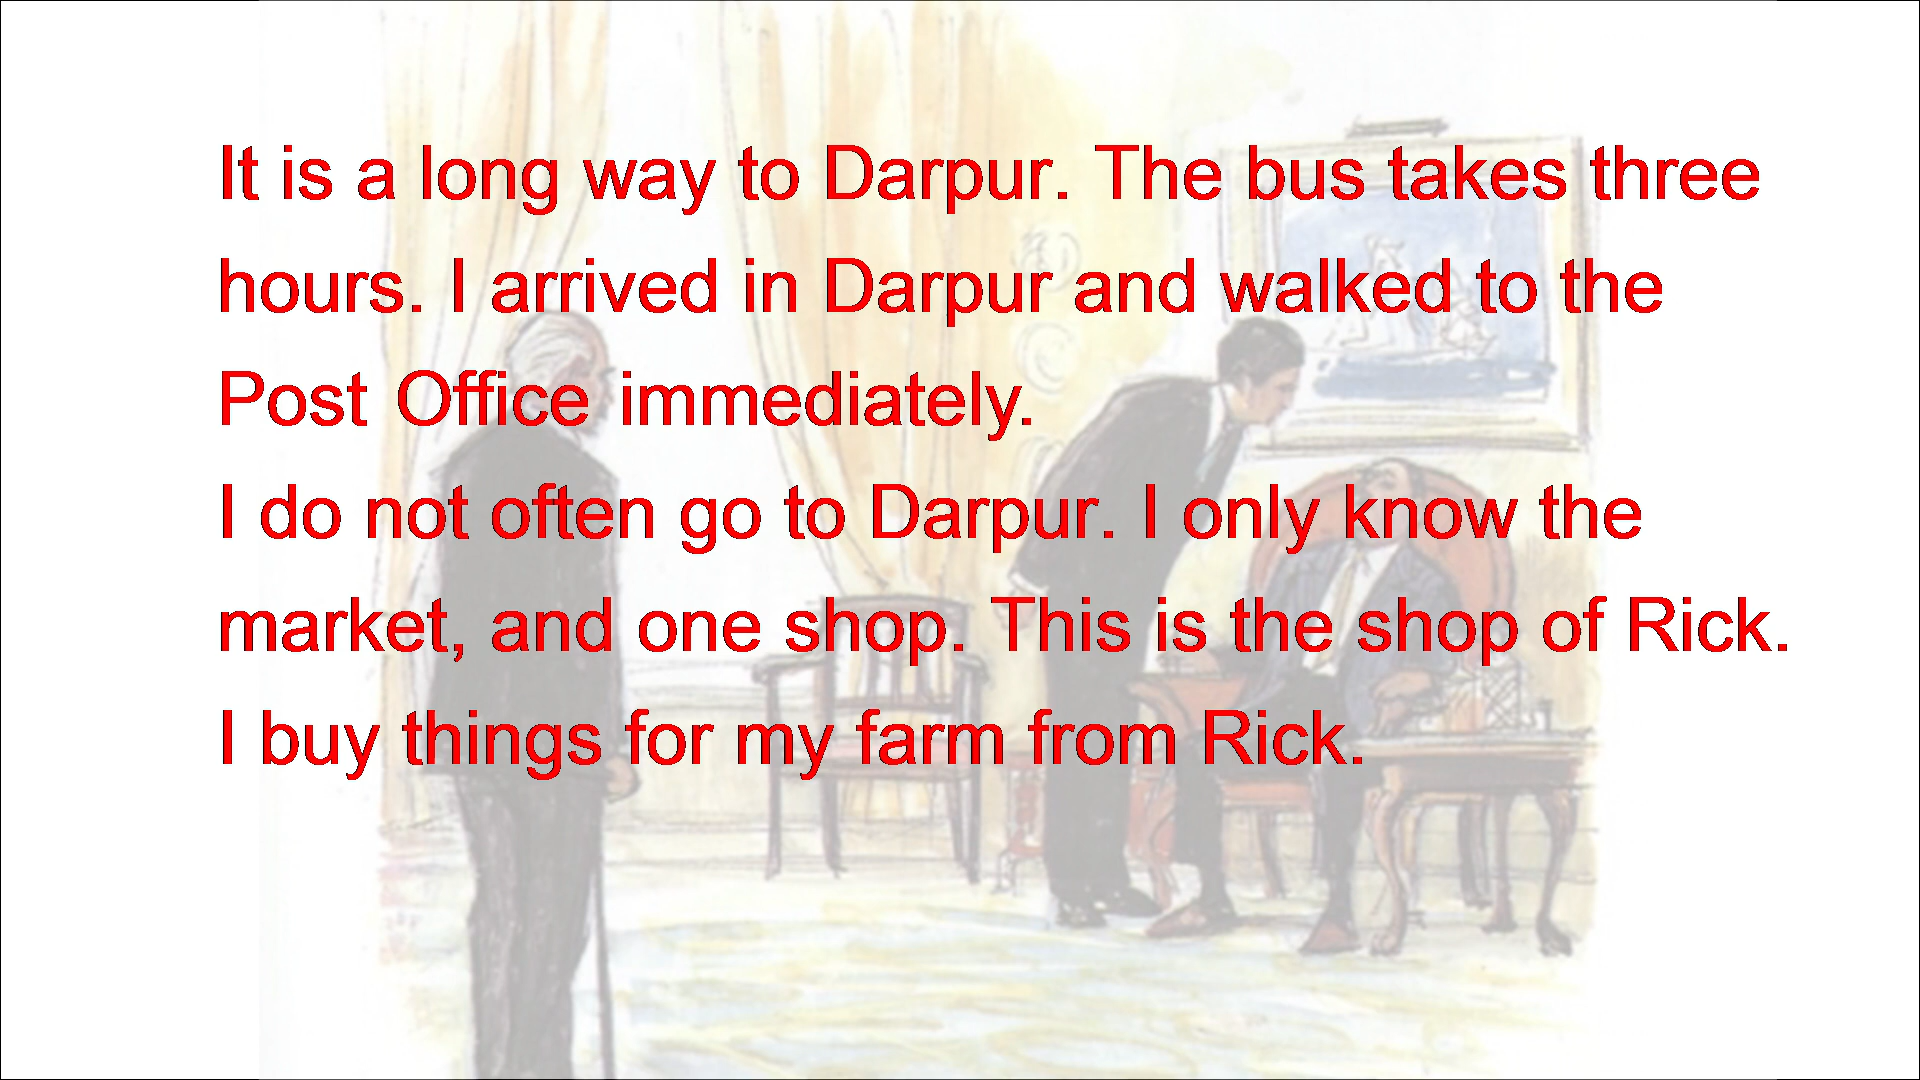 It is a long way to Darpur. The bus takes three
hours. I arrived in Darpur and walked to the
Post Office immediately.
I do not often go to Darpur. I only know the
market, and one shop. This is the shop of Rick.
I buy things for my farm from Rick.